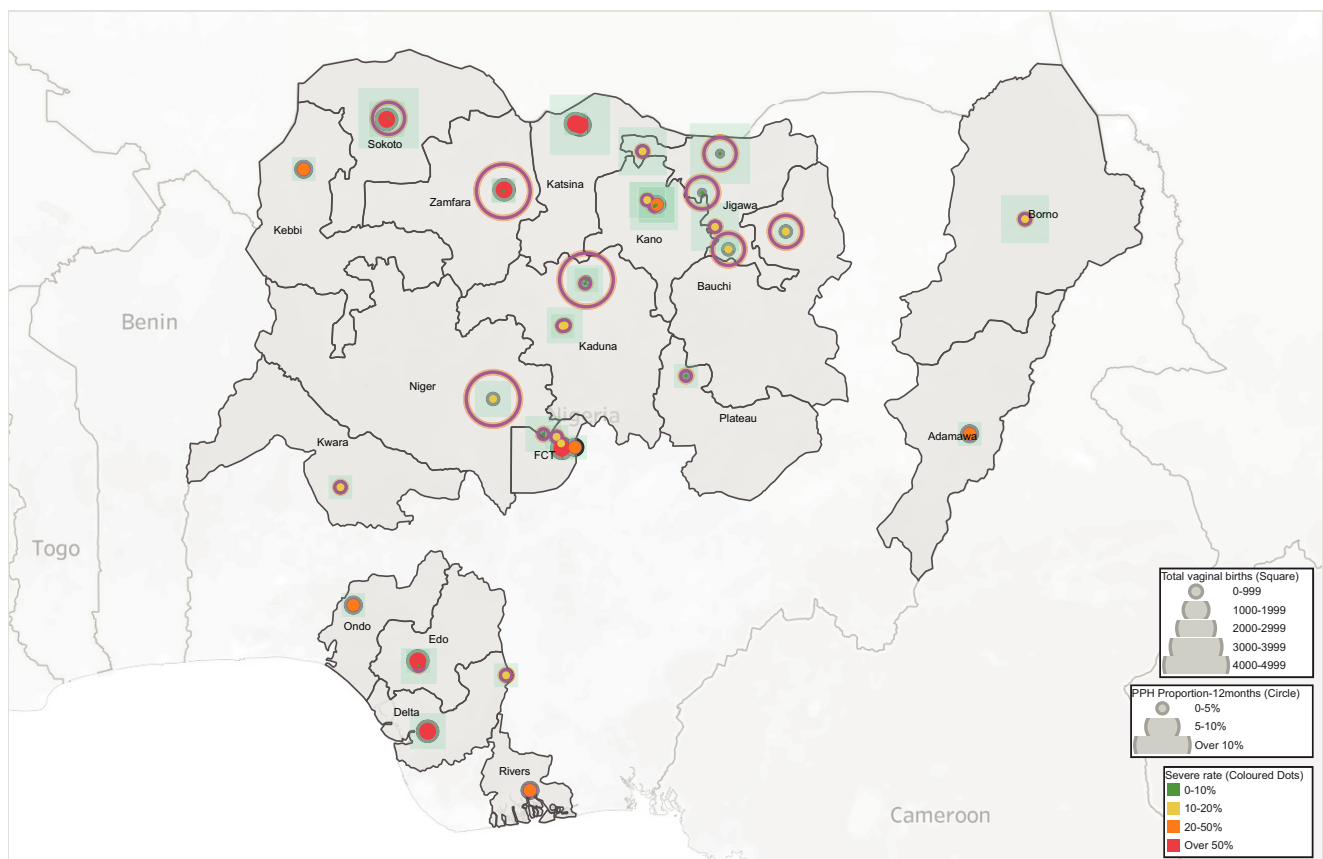 Sokoto
Katsina
Zamfara
Jigawa
Borno
Kebbi
Kano
Bauchi
Benin
Kaduna
Niger
Nigeria
Plateau
Kwara
FCT
Adamawa
Togo
Ondo
Edo
Delta
Rivers
Cameroon
Total vaginal births (Square)
0-999
1000-1999
2000-2999
3000-3999
4000-4999
PPH Proportion-12months (Circle)
0-5%
5-10%
Over 10%
Severe rate (Coloured Dots)
0-10%
10-20%
20-50%
Over 50%